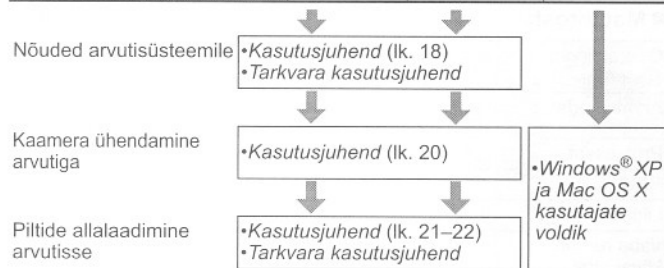 Nõuded arvutisüsteemile
•Kasutusjuhend (lk. 18)
•Tarkvara kasutusjuhend
Kaamera ühendamine
arvutiga
•Kasutusjuhend (lk. 20)
•Windows® XP
ja Mac OS X
kasutajate
voldik
Piltide allalaadimine
arvutisse
•Kasutusjuhend (lk. 21–22)
•Tarkvara kasutusjuhend